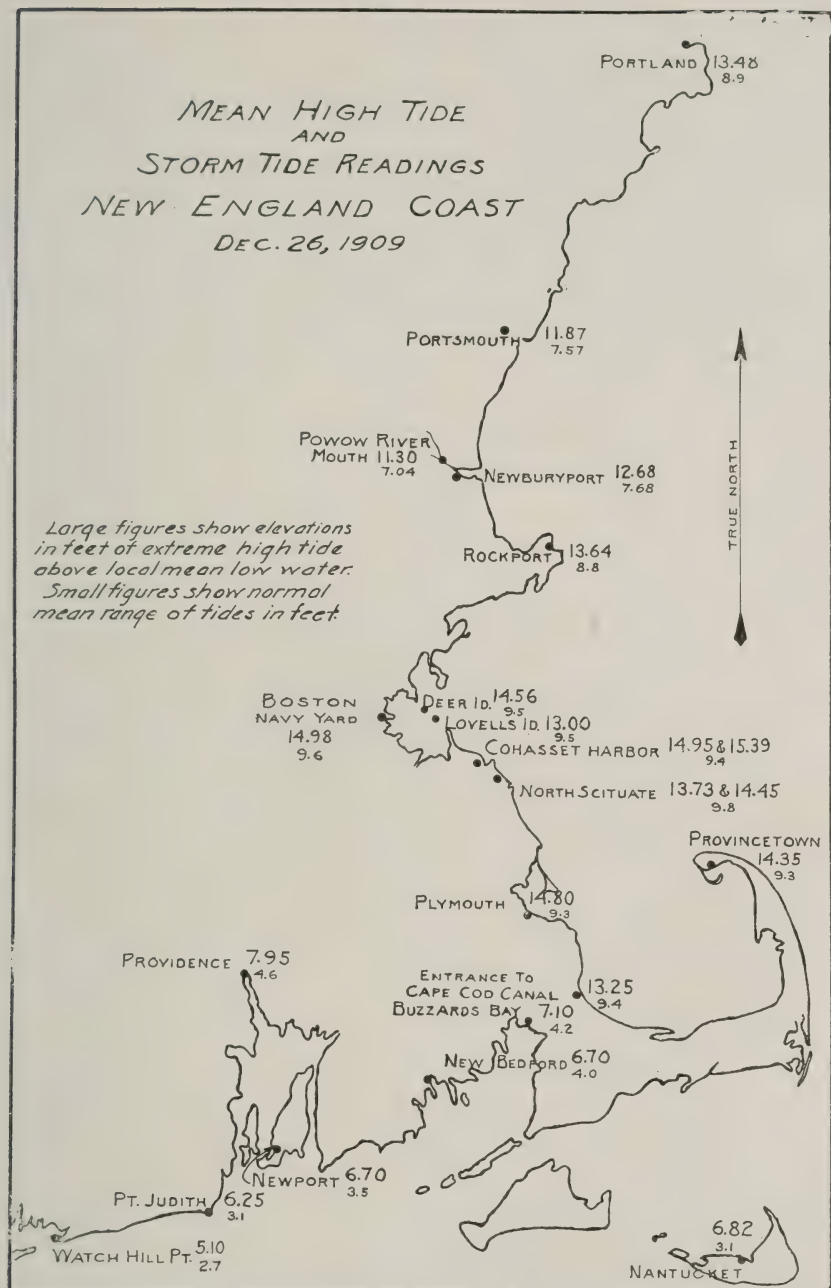 MEAN HIGH TIDE
AND
STORM TIDE READINGS
NEW ENGLAND COAST
DEC. 26, 1909
PORTLAND 13.48
8.9
PORTSMOUTH 11.87
7.57
POWOW RIVER
MOUTH 11.30
7.04
NEWBURYPORT 12.68
7.68
TRUE NORTH
Large figures show elevations
in feet of extreme high tide
above local mean low water.
Small figures show normal
mean range of tides in feet.
ROCKPORT 13.64
8.8
BOSTON
NAVY YARD
14.98
9.6
DEER ID. 14.56
9.5
LOVELLS ID. 13.00
9.5
COHASSET HARBOR 14.95 & 15.39
9.4
NORTH SCITUATE 13.73 & 14.45
9.8
PROVINCETOWN
14.35
9.3
PLYMOUTH 14.80
9.3
PROVIDENCE 7.95
4.6
ENTRANCE TO
CAPE COD CANAL 13.25
9.4
BUZZARDS BAY 7.10
4.2
NEW BEDFORD 6.70
4.0
NEWPORT 6.70
3.5
PT. JUDITH 6.25
3.1
WATCH HILL PT. 5.10
2.7
6.82
3.1
NANTUCKET